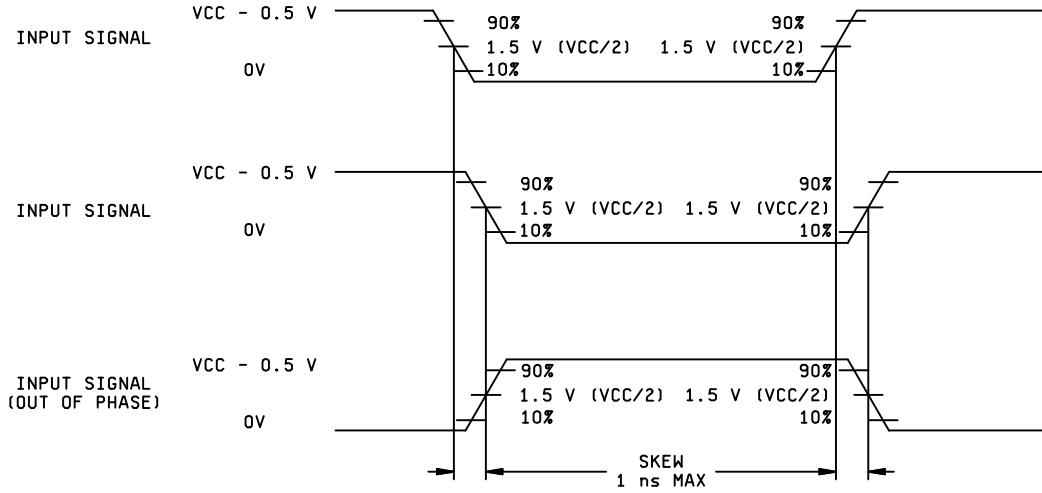 VCC - 0.5 V
90% 90%
INPUT SIGNAL 1.5 V (VCC/2) 1.5 V (VCC/2)
0V 10% 10%
VCC - 0.5 V
90% 90%
INPUT SIGNAL 1.5 V (VCC/2) 1.5 V (VCC/2)
0V 10% 10%
VCC - 0.5 V
90% 90%
INPUT SIGNAL
(OUT OF PHASE)
1.5 V (VCC/2) 1.5 V (VCC/2)
0V 10% 10%
SKEW
1 ns MAX